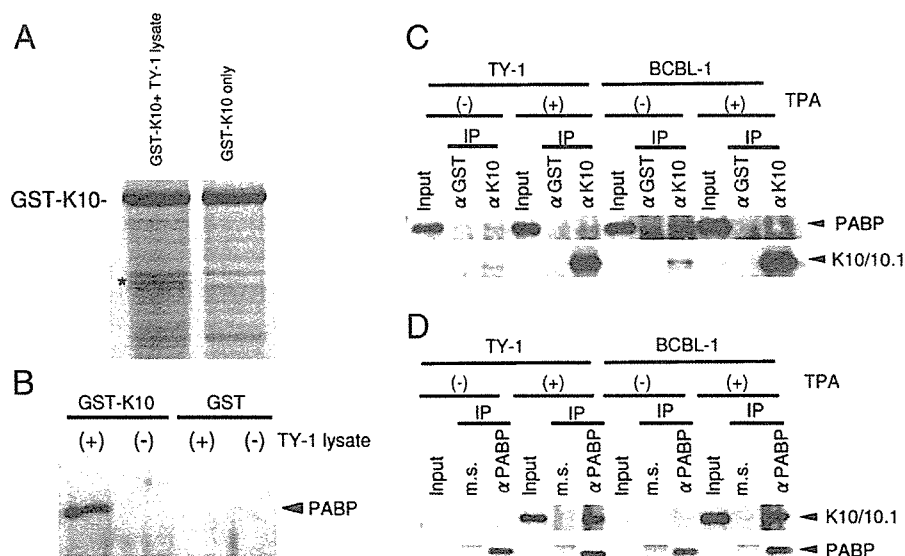 A
GST-K10+ TY-1 lysate
GST-K10 only
GST-K10-
*
B
GST-K10 GST
(+) (-) (+) (-) TY-1 lysate
PABP
C
TY-1 BCBL-1
(-) (+) (-) (+) TPA
IP IP IP IP
Input α GST α K10 Input α GST α K10 Input α GST α K10 Input α GST α K10
PABP
K10/10.1
D
TY-1 BCBL-1
(-) (+) (-) (+) TPA
IP IP IP IP
Input m.s. α PABP Input m.s. α PABP Input m.s. α PABP Input m.s. α PABP
K10/10.1
PABP